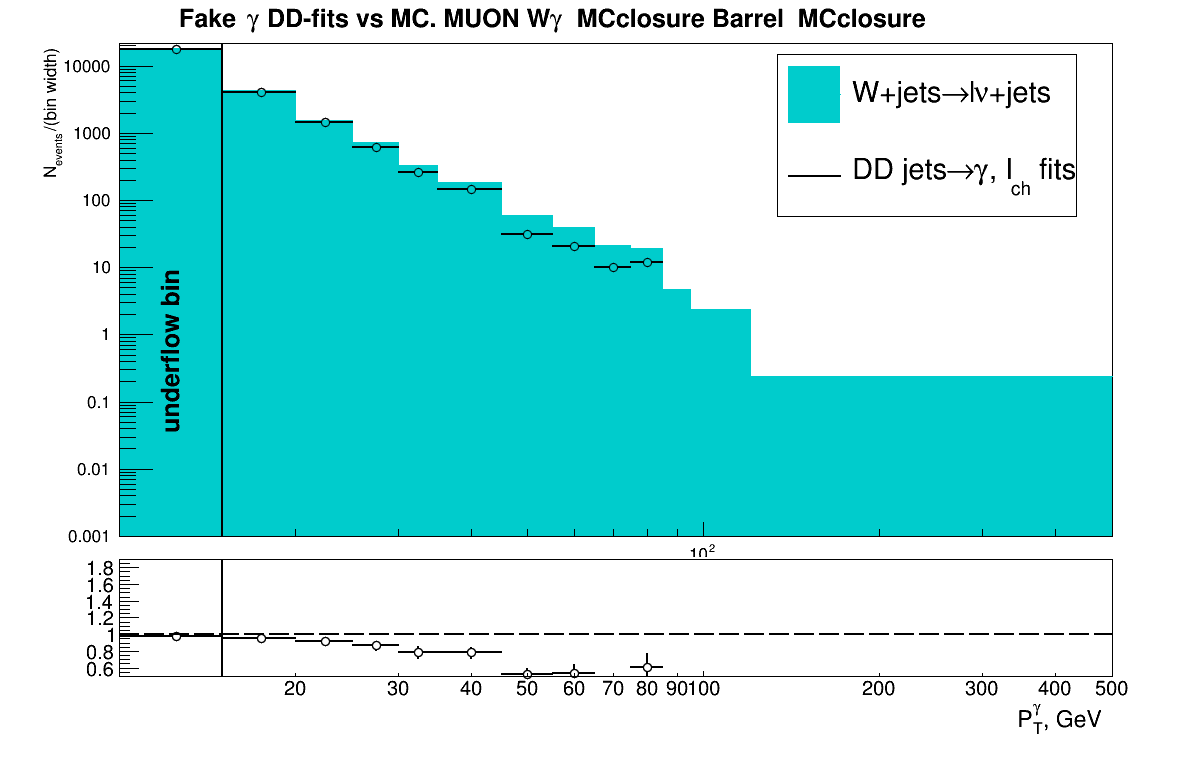 Fake γ DD-fits vs MC. MUON Wγ MCclosure Barrel MCclosure
N_events/(bin width)
10000
1000
100
10
1
0.1
0.01
0.001
underflow bin
W+jets→lν+jets
DD jets→γ, I_ch fits
10²
1.8
1.6
1.4
1.2
1
0.8
0.6
20 30 40 50 60 70 80 90 100 200 300 400 500
P_T^γ, GeV